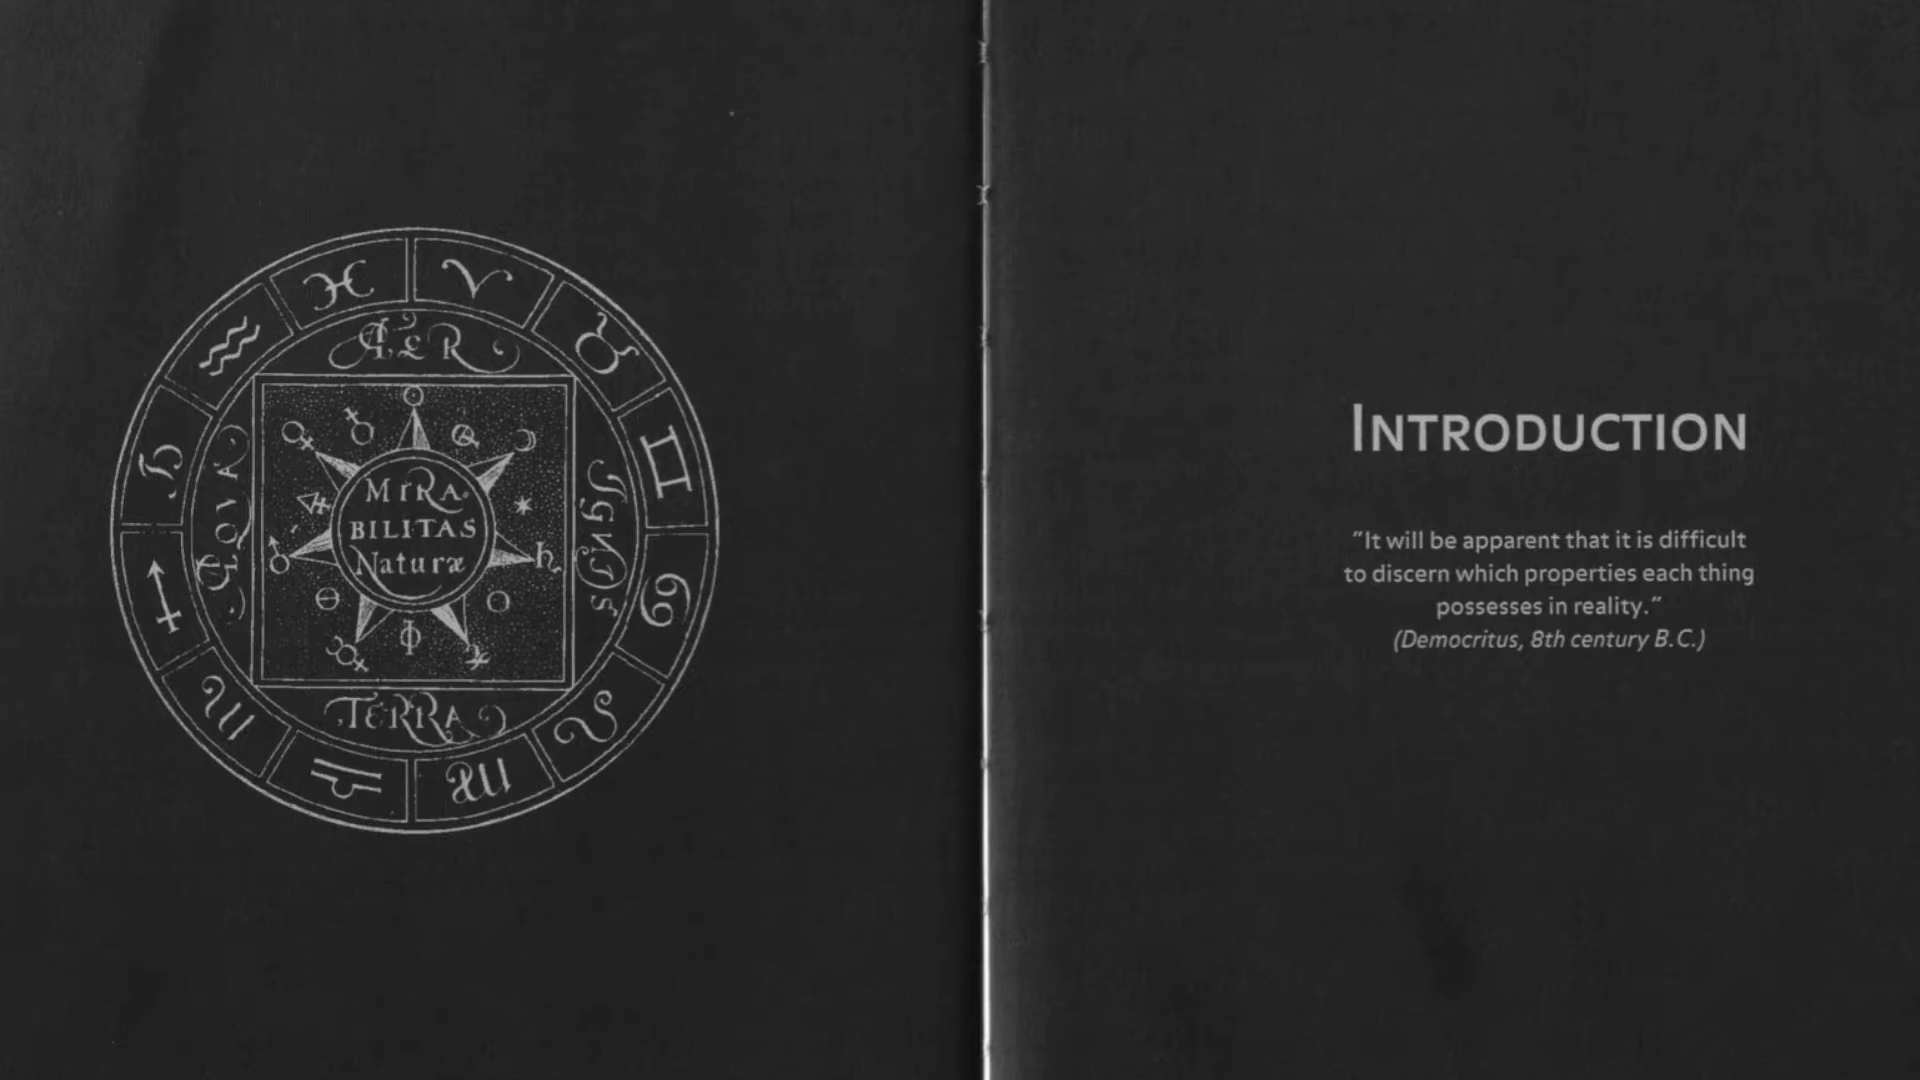 AER
AQVA
IGNIS
MIRA
BILITAS
Naturæ
TERRA
INTRODUCTION
"It will be apparent that it is difficult
to discern which properties each thing
possesses in reality."
(Democritus, 8th century B.C.)